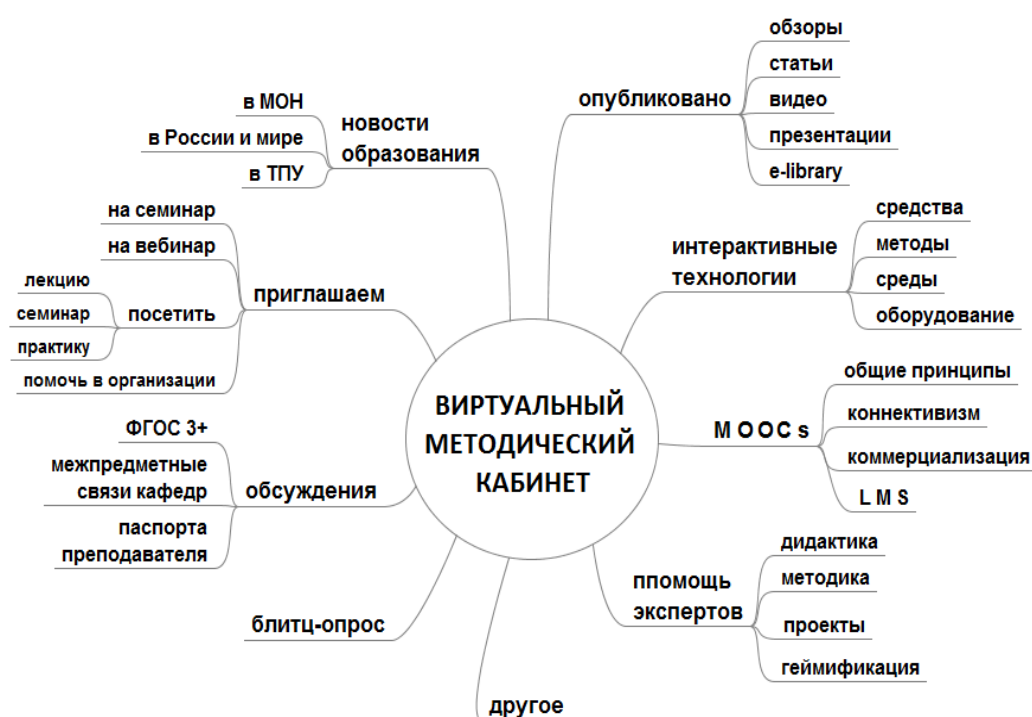 ВИРТУАЛЬНЫЙ
МЕТОДИЧЕСКИЙ
КАБИНЕТ
опубликовано
обзоры
статьи
видео
презентации
e-library
интерактивные
технологии
средства
методы
среды
оборудование
M O O C s
общие принципы
коннективизм
коммерциализация
L M S
ппомощь
экспертов
дидактика
методика
проекты
геймификация
другое
блитц-опрос
обсуждения
ФГОС 3+
межпредметные
связи кафедр
паспорта
преподавателя
приглашаем
на семинар
на вебинар
посетить
лекцию
семинар
практику
помочь в организации
новости
образования
в МОН
в России и мире
в ТПУ